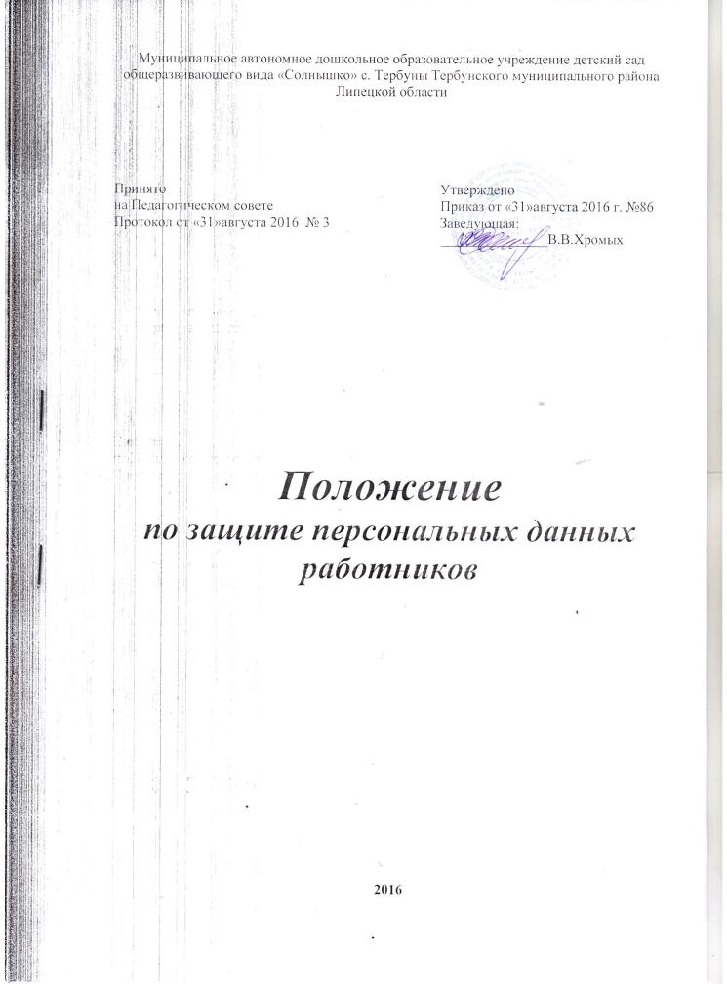 Муниципальное автономное дошкольное образовательное учреждение детский сад
общеразвивающего вида «Солнышко» с. Тербуны Тербунского муниципального района
Липецкой области
Принято
на Педагогическом совете
Протокол от «31»августа 2016 № 3
Утверждено
Приказ от «31»августа 2016 г. №86
Заведующая:
В.В.Хромых
Положение
по защите персональных данных
работников
2016